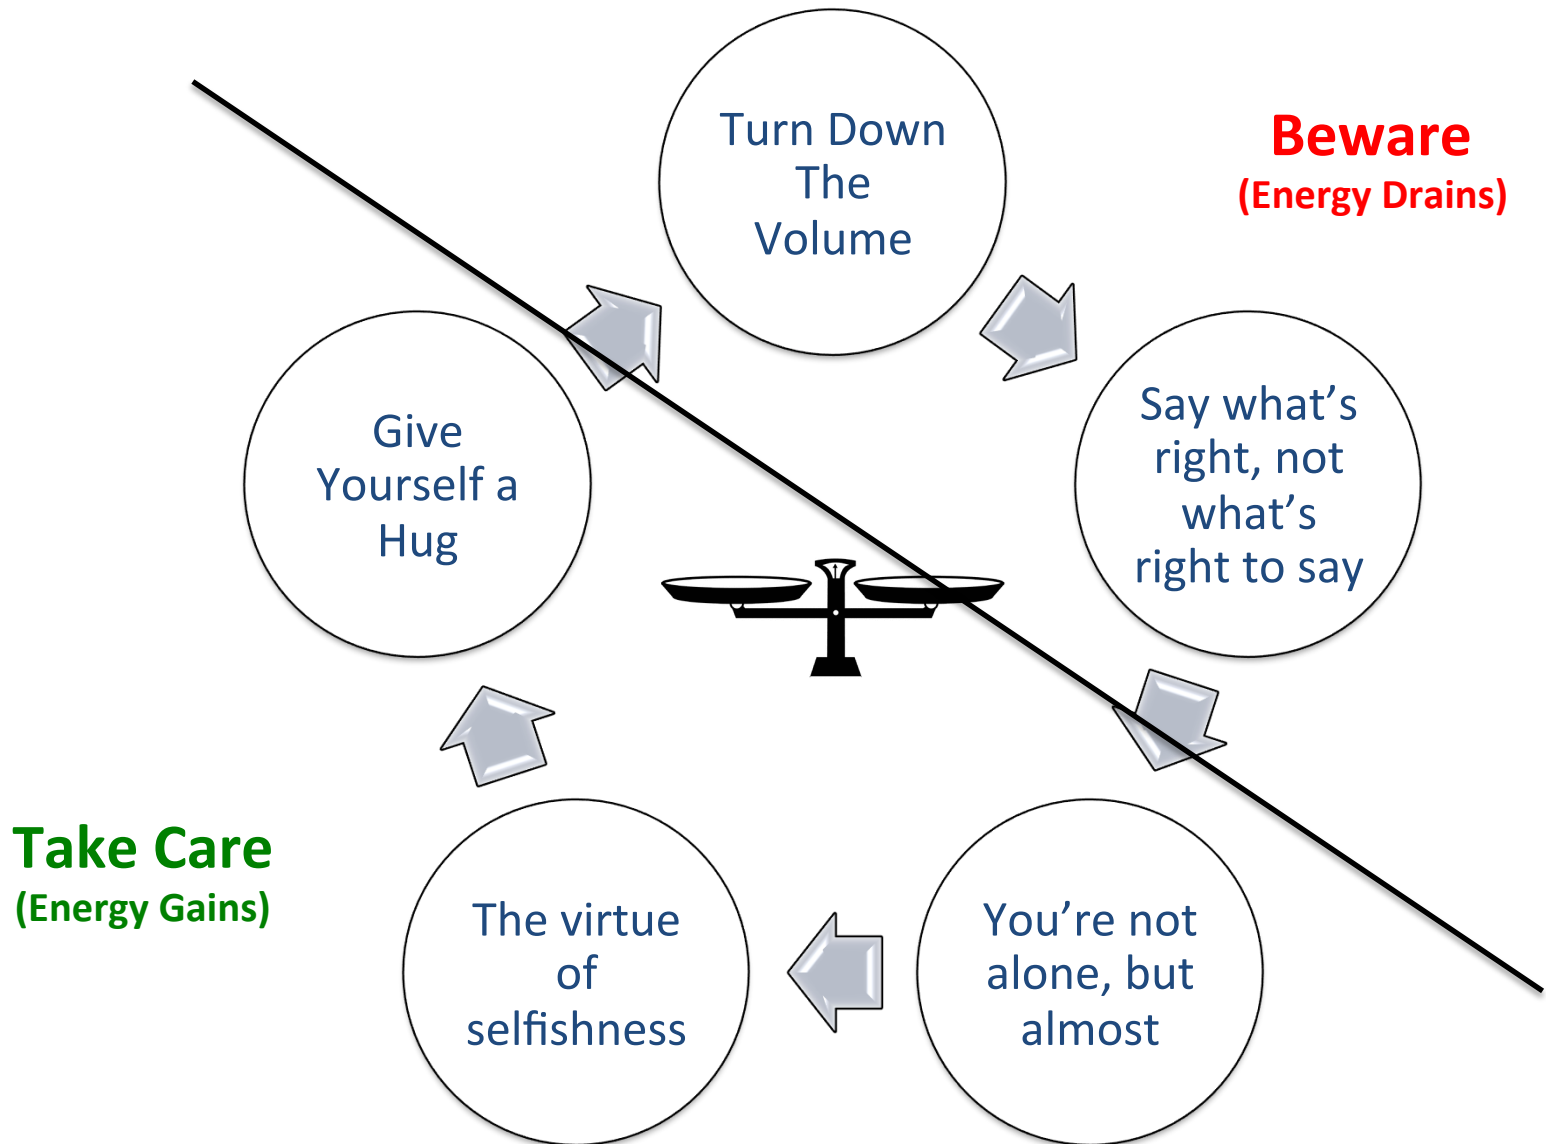 Turn Down
The
Volume
Beware
(Energy Drains)
Say what’s
right, not
what’s
right to say
You’re not
alone, but
almost
The virtue
of
selfishness
Give
Yourself a
Hug
Take Care
(Energy Gains)